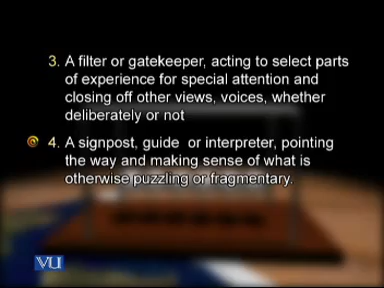 3. A filter or gatekeeper, acting to select parts
of experience for special attention and
closing off other views, voices, whether
deliberately or not
4. A signpost, guide or interpreter, pointing
the way and making sense of what is
otherwise puzzling or fragmentary.
VU